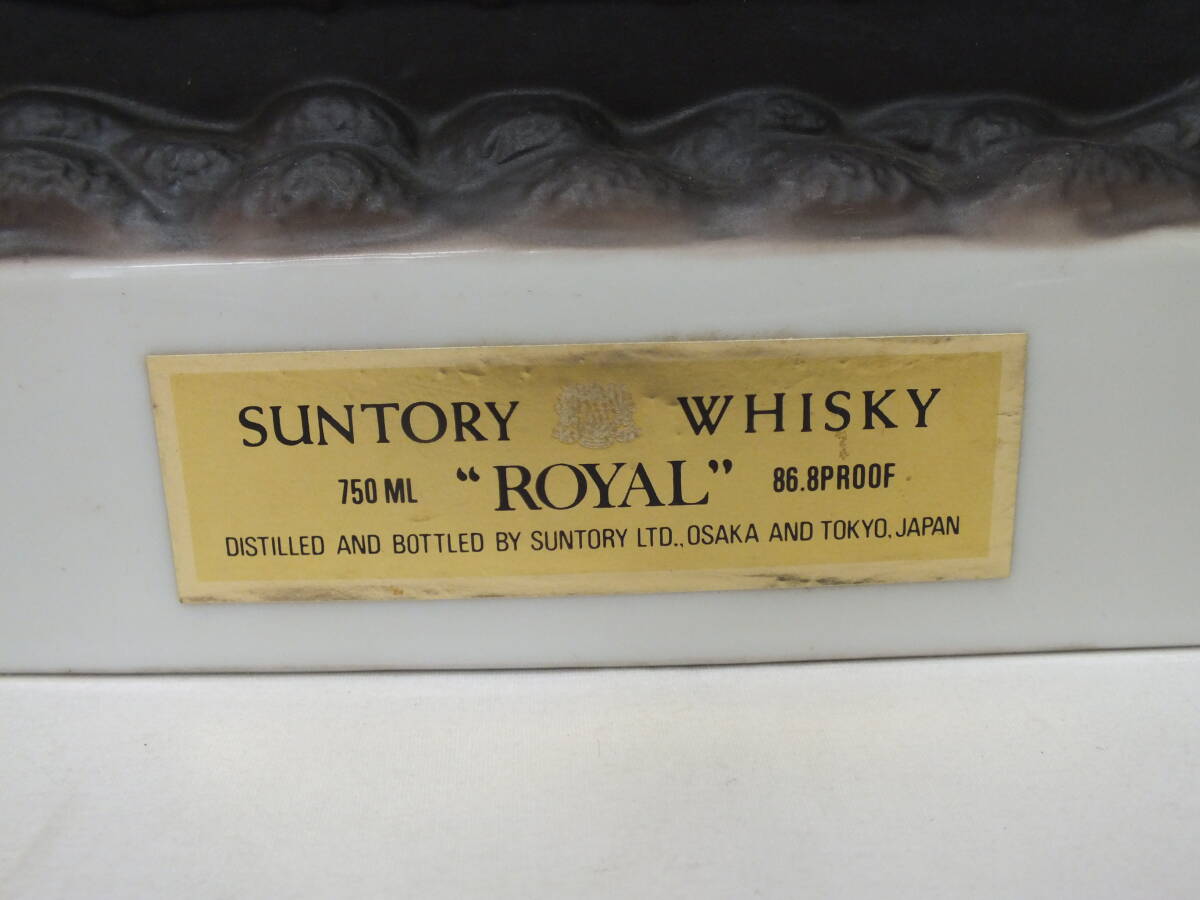 SUNTORY WHISKY
750 ML "ROYAL" 86.8PROOF
DISTILLED AND BOTTLED BY SUNTORY LTD., OSAKA AND TOKYO, JAPAN